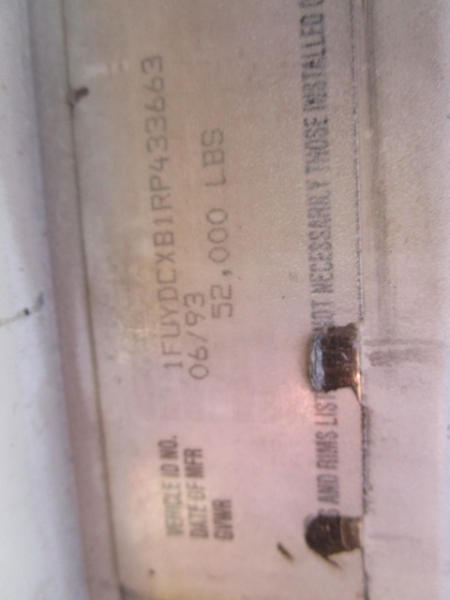 VEHICLE ID NO. 1FUYDCXB1RP433663
DATE OF MFR 06/93
GVWR 52,000 LBS
AND RIMS LIST NOT NECESSARILY THOSE INSTALLED